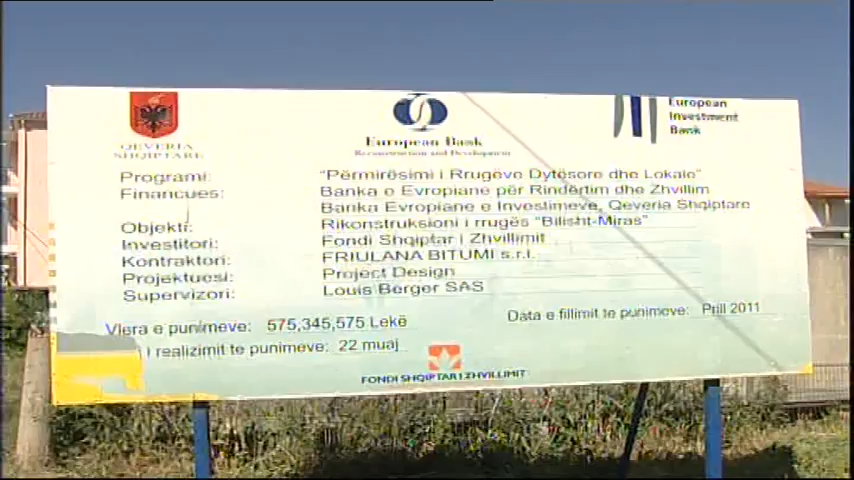 QEVERIA
SHQIPTARE
European Bank
Reconstruction and Development
European
Investment
Bank
Programi: "Përmirësimi i Rrugëve Dytësore dhe Lokale"
Financues: Banka e Evropiane për Rindërtim dhe Zhvillim
Banka Evropiane e Investimeve, Qeveria Shqiptare
Objekti: Rikonstruksioni i rrugës "Bilisht-Miras"
Investitori: Fondi Shqiptar i Zhvillimit
Kontraktori: FRIULANA BITUMI s.r.l.
Projektuesi: Project Design
Supervizori: Louis Berger SAS
Vlera e punimeve: 575,345,575 Lekë
Data e fillimit te punimeve: Prill 2011
i realizimit te punimeve: 22 muaj
FONDI SHQIPTAR I ZHVILLIMIT